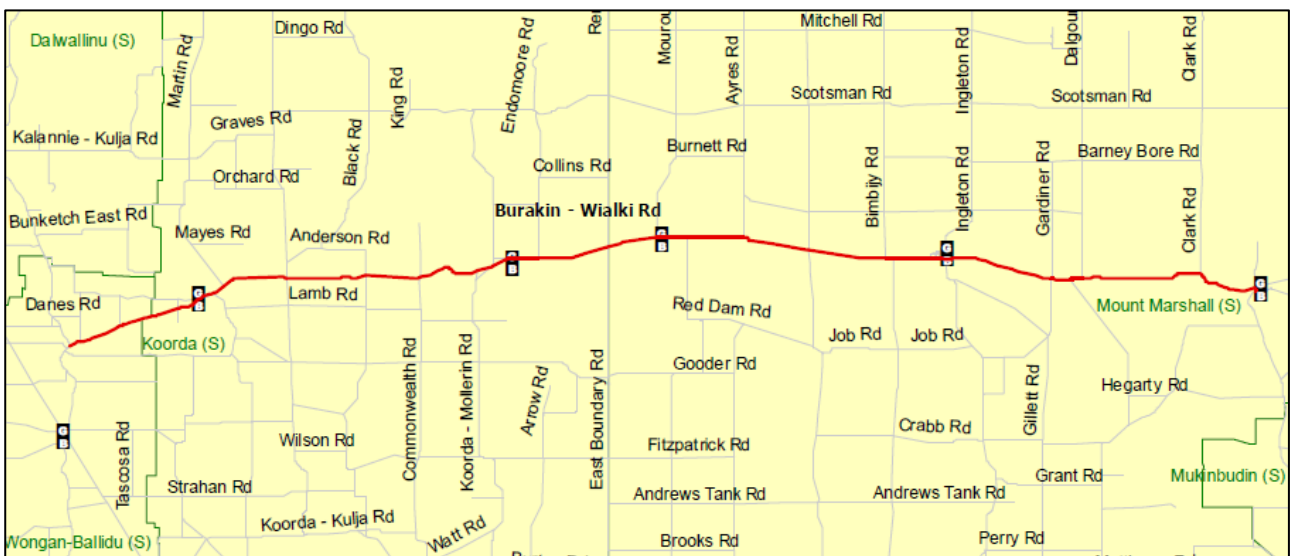 Dingo Rd
Mitchell Rd
Dalwallinu (S)
Martin Rd
Endomoore Rd
Ayres Rd
Ingleton Rd
Clark Rd
King Rd
Scotsman Rd
Scotsman Rd
Graves Rd
Kalannie - Kulja Rd
Black Rd
Burnett Rd
Barney Bore Rd
Collins Rd
Orchard Rd
Bimbijy Rd
Ingleton Rd
Gardiner Rd
Clark Rd
Burakin - Wialki Rd
Bunketch East Rd
Mayes Rd
Anderson Rd
Danes Rd
Lamb Rd
Red Dam Rd
Mount Marshall (S)
Koorda (S)
Job Rd
Job Rd
Gooder Rd
Commonwealth Rd
Koorda - Mollerin Rd
Arrow Rd
East Boundary Rd
Gillett Rd
Hegarty Rd
Crabb Rd
Wilson Rd
Fitzpatrick Rd
Tascosa Rd
Strahan Rd
Grant Rd
Mukinbudin (S)
Andrews Tank Rd
Andrews Tank Rd
Koorda - Kulja Rd
Watt Rd
Wongan-Ballidu (S)
Brooks Rd
Perry Rd